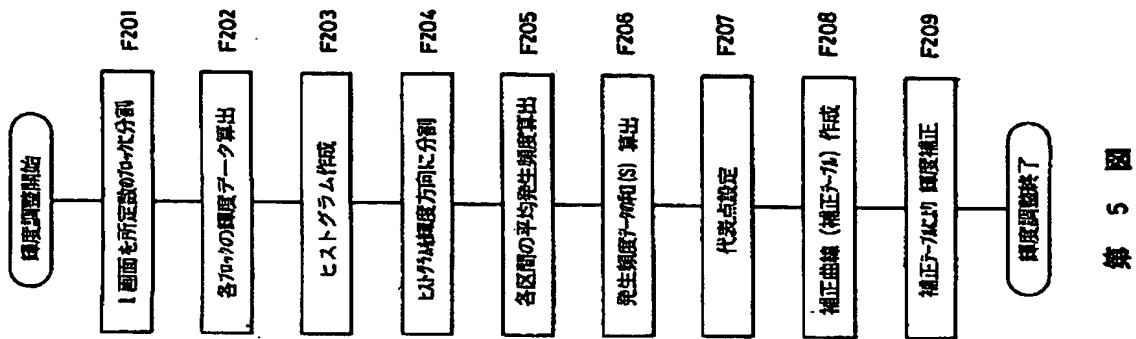 輝度調整開始
1画面を所定数のブロックに分割 F201
各ブロックの輝度データ算出 F202
ヒストグラム作成 F203
ヒストグラムを輝度方向に分割 F204
各区間の平均発生頻度算出 F205
発生頻度データの和(S) 算出 F206
代表点設定 F207
補正曲線 (補正テーブル) 作成 F208
補正テーブルにより 輝度補正 F209
輝度調整終了
第 5 図